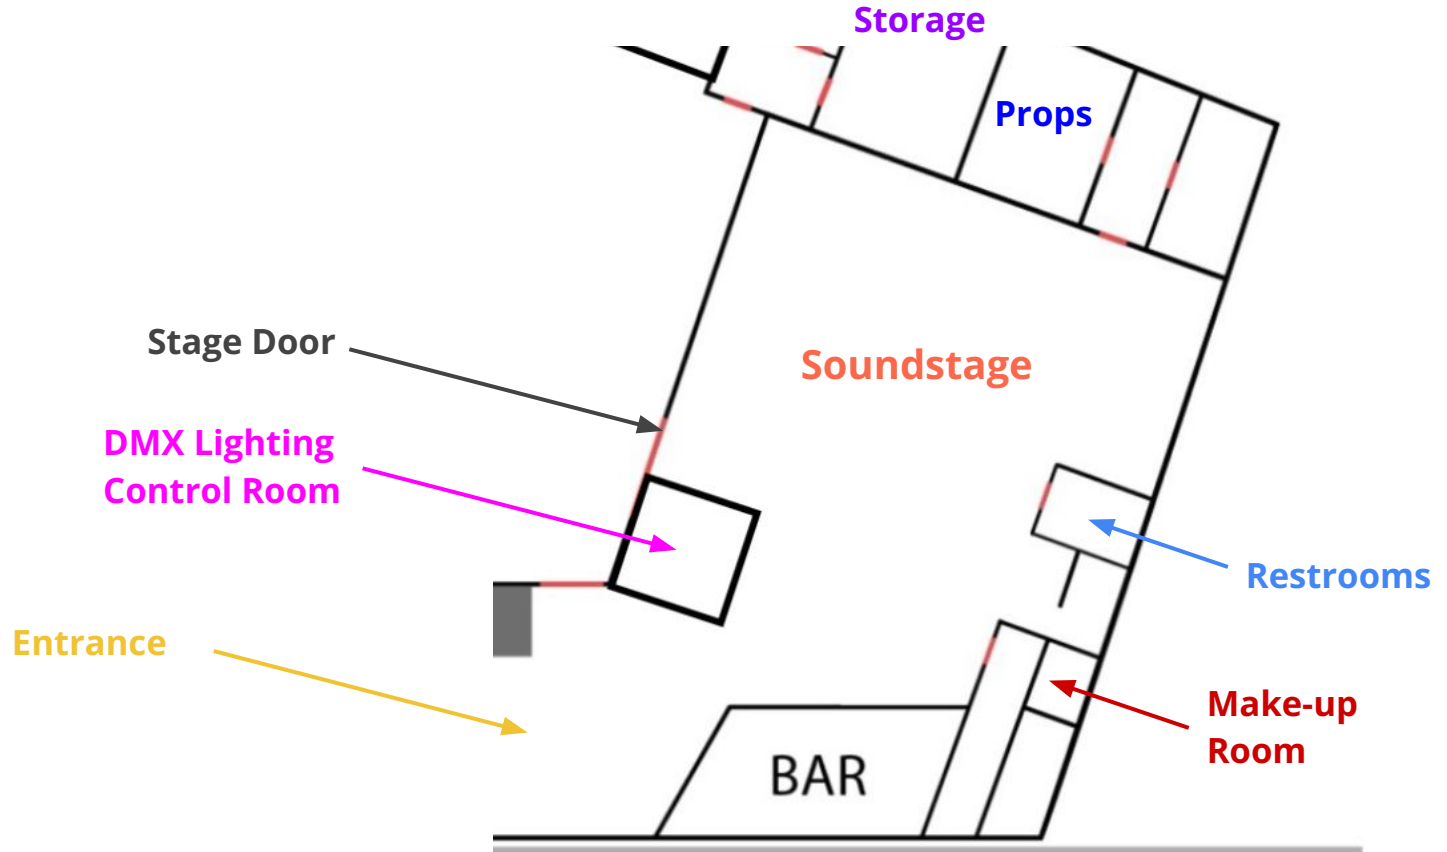 Storage
Props
Stage Door
Soundstage
DMX Lighting
Control Room
Restrooms
Entrance
Make-up
Room
BAR